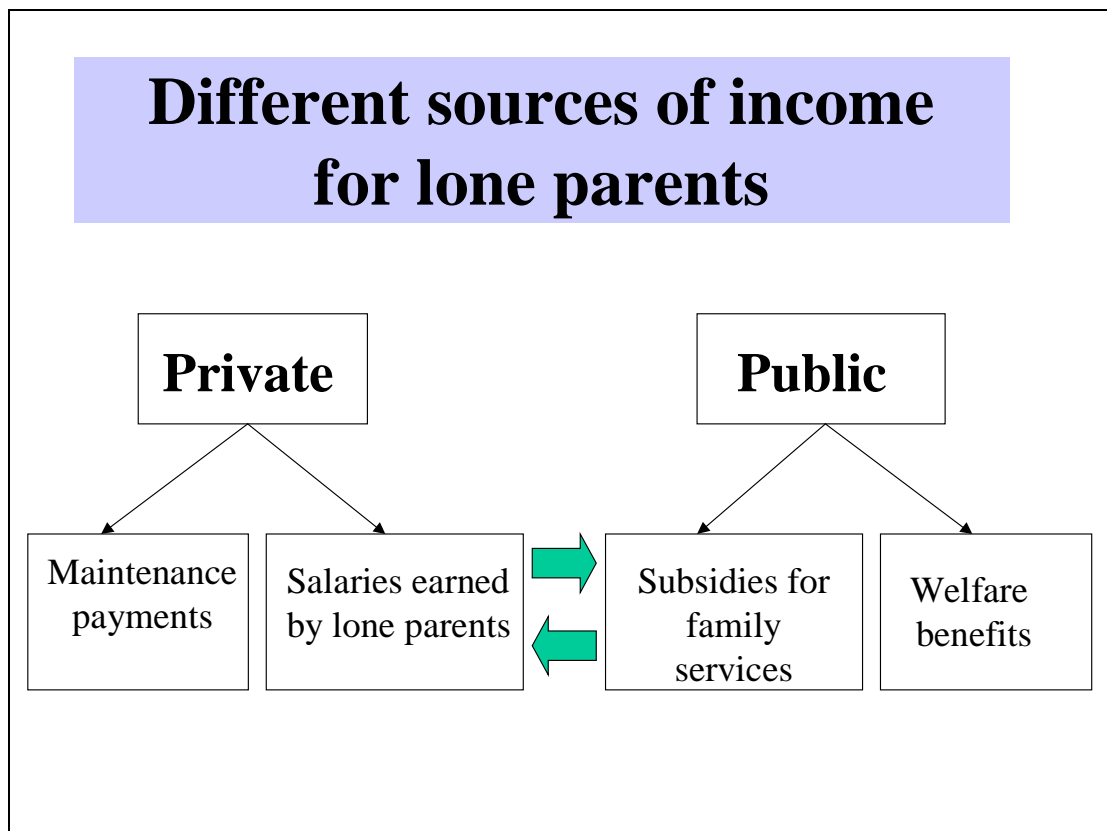 Different sources of income
for lone parents
Private
Public
Maintenance
payments
Salaries earned
by lone parents
Subsidies for
family
services
Welfare
benefits